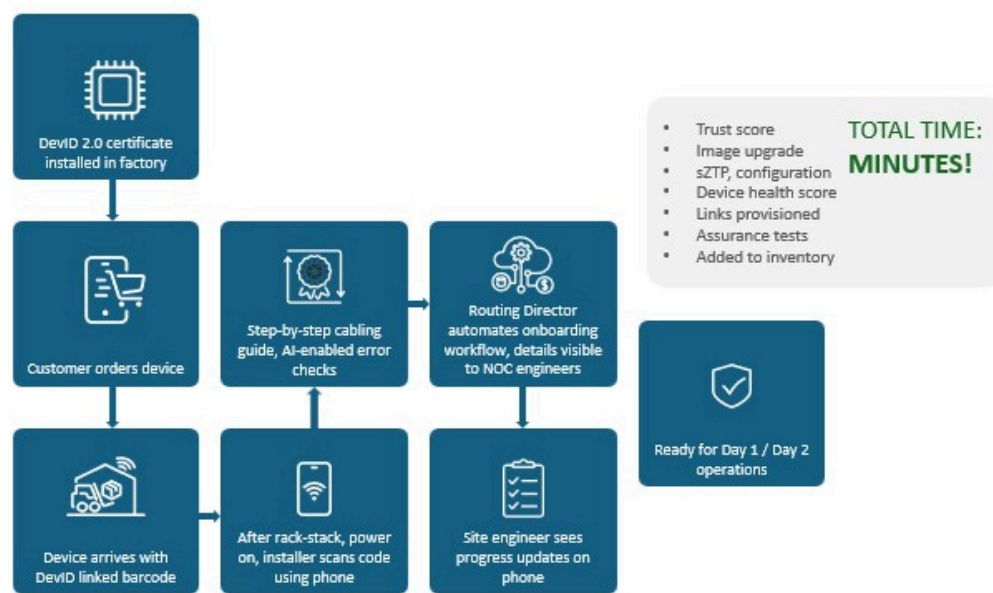 DevID 2.0 certificate
installed in factory
Customer orders device
Device arrives with
DevID linked barcode
After rack-stack, power
on, installer scans code
using phone
Step-by-step cabling
guide, AI-enabled error
checks
Routing Director
automates onboarding
workflow, details visible
to NOC engineers
Site engineer sees
progress updates on
phone
Trust score
Image upgrade
sZTP, configuration
Device health score
Links provisioned
Assurance tests
Added to inventory
TOTAL TIME:
MINUTES!
Ready for Day 1 / Day 2
operations